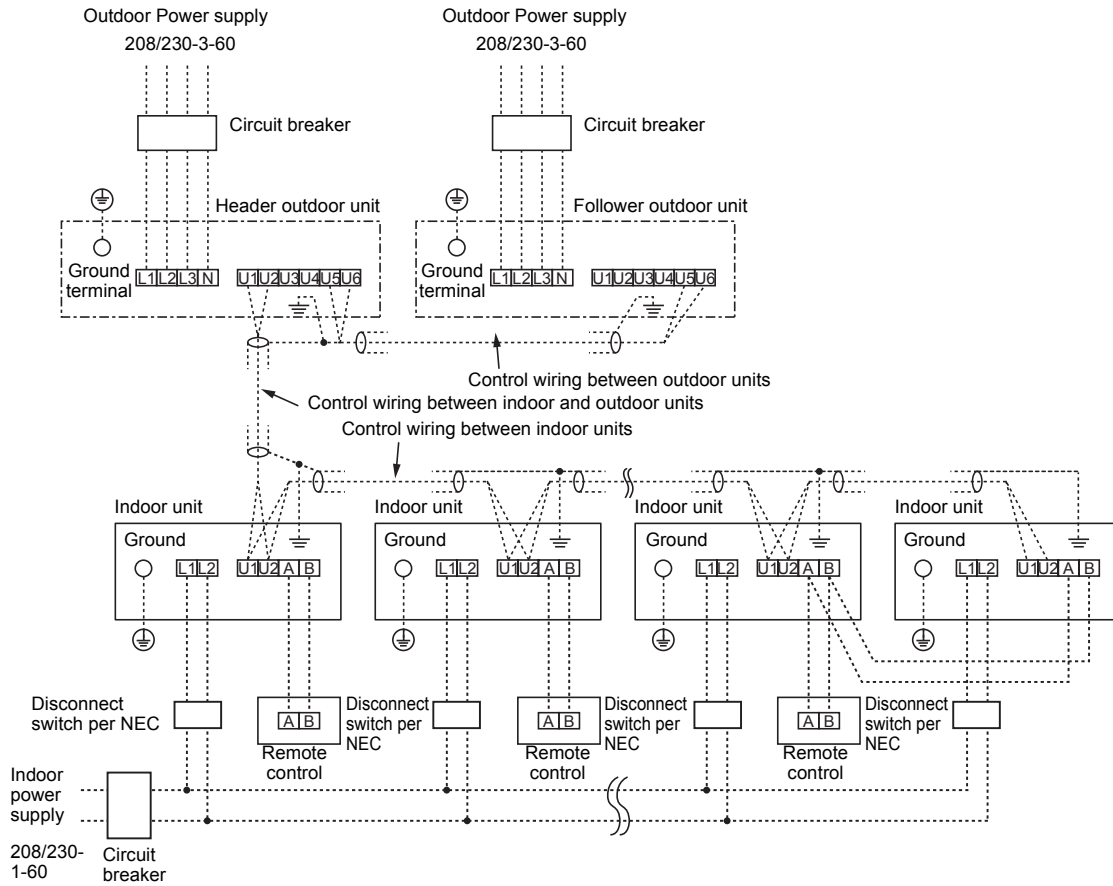 Outdoor Power supply
208/230-3-60
Outdoor Power supply
208/230-3-60
Circuit breaker
Circuit breaker
Header outdoor unit
Follower outdoor unit
Ground
terminal
L1 L2 L3 N
U1 U2 U3 U4 U5 U6
Ground
terminal
L1 L2 L3 N
U1 U2 U3 U4 U5 U6
Control wiring between outdoor units
Control wiring between indoor and outdoor units
Control wiring between indoor units
Indoor unit
Indoor unit
Indoor unit
Indoor unit
Ground
L1 L2
U1 U2 A B
Ground
L1 L2
U1 U2 A B
Ground
L1 L2
U1 U2 A B
Ground
L1 L2
U1 U2 A B
Disconnect
switch per NEC
A B
Remote
control
Disconnect
switch per
NEC
A B
Remote
control
Disconnect
switch per
NEC
A B
Remote
control
Disconnect
switch per
NEC
Indoor
power
supply
208/230-
1-60
Circuit
breaker